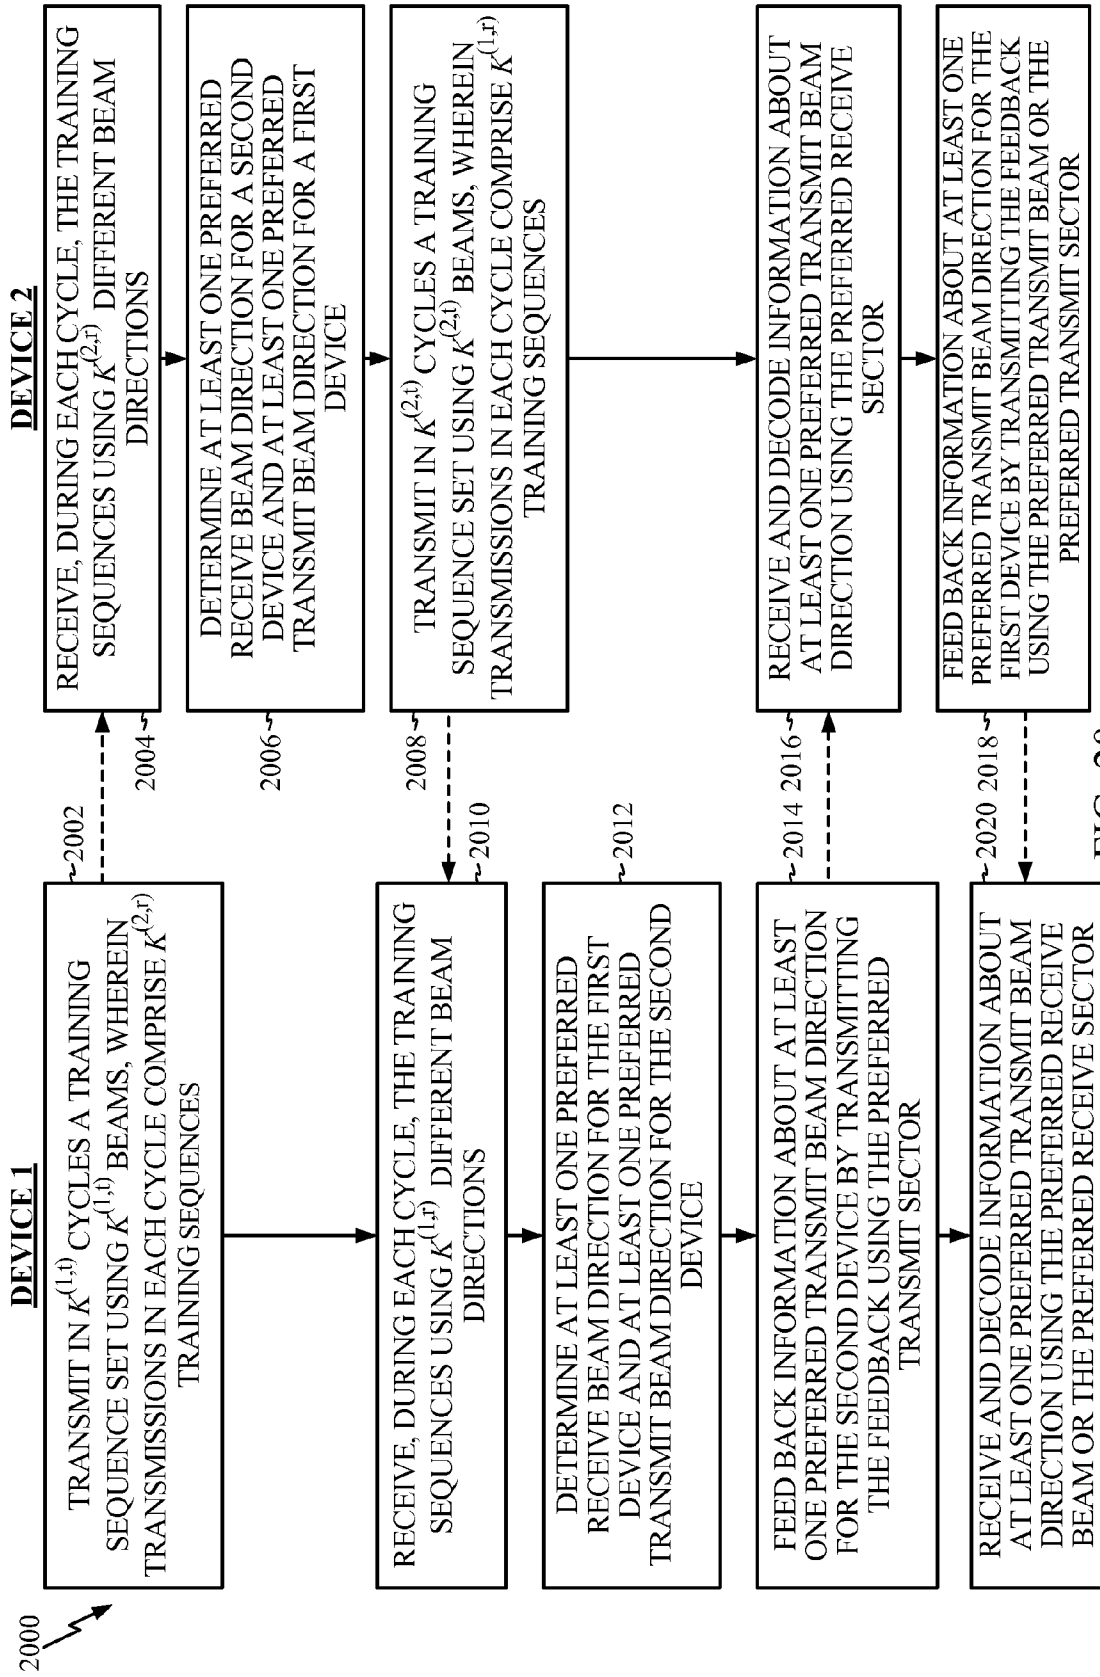 2000
DEVICE 1
2002
TRANSMIT IN K^(1,t) CYCLES A TRAINING
SEQUENCE SET USING K^(1,t) BEAMS, WHEREIN
TRANSMISSIONS IN EACH CYCLE COMPRISE K^(2,r)
TRAINING SEQUENCES
2010
RECEIVE, DURING EACH CYCLE, THE TRAINING
SEQUENCES USING K^(1,r) DIFFERENT BEAM
DIRECTIONS
2012
DETERMINE AT LEAST ONE PREFERRED
RECEIVE BEAM DIRECTION FOR THE FIRST
DEVICE AND AT LEAST ONE PREFERRED
TRANSMIT BEAM DIRECTION FOR THE SECOND
DEVICE
2014
FEED BACK INFORMATION ABOUT AT LEAST
ONE PREFERRED TRANSMIT BEAM DIRECTION
FOR THE SECOND DEVICE BY TRANSMITTING
THE FEEDBACK USING THE PREFERRED
TRANSMIT SECTOR
2020
RECEIVE AND DECODE INFORMATION ABOUT
AT LEAST ONE PREFERRED TRANSMIT BEAM
DIRECTION USING THE PREFERRED RECEIVE
BEAM OR THE PREFERRED RECEIVE SECTOR
DEVICE 2
RECEIVE, DURING EACH CYCLE, THE TRAINING
SEQUENCES USING K^(2,r) DIFFERENT BEAM
DIRECTIONS
2004
DETERMINE AT LEAST ONE PREFERRED
RECEIVE BEAM DIRECTION FOR A SECOND
DEVICE AND AT LEAST ONE PREFERRED
TRANSMIT BEAM DIRECTION FOR A FIRST
DEVICE
2006
TRANSMIT IN K^(2,t) CYCLES A TRAINING
SEQUENCE SET USING K^(2,t) BEAMS, WHEREIN
TRANSMISSIONS IN EACH CYCLE COMPRISE K^(1,r)
TRAINING SEQUENCES
2008
RECEIVE AND DECODE INFORMATION ABOUT
AT LEAST ONE PREFERRED TRANSMIT BEAM
DIRECTION USING THE PREFERRED RECEIVE
SECTOR
2016
FEED BACK INFORMATION ABOUT AT LEAST ONE
PREFERRED TRANSMIT BEAM DIRECTION FOR THE
FIRST DEVICE BY TRANSMITTING THE FEEDBACK
USING THE PREFERRED TRANSMIT BEAM OR THE
PREFERRED TRANSMIT SECTOR
2018
FIG. 20